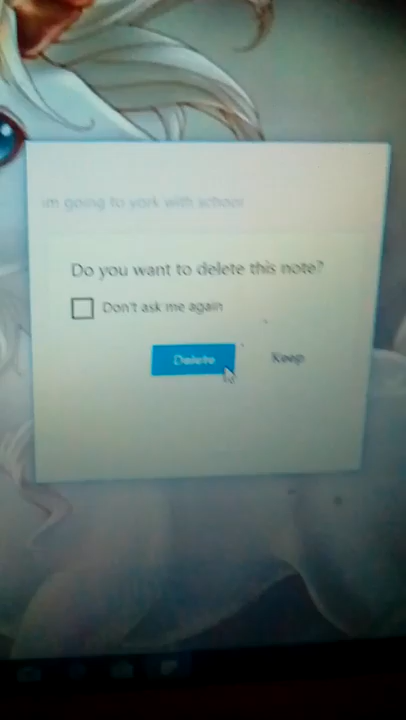 im going to york with school
Do you want to delete this note?
Don't ask me again
Delete
Keep